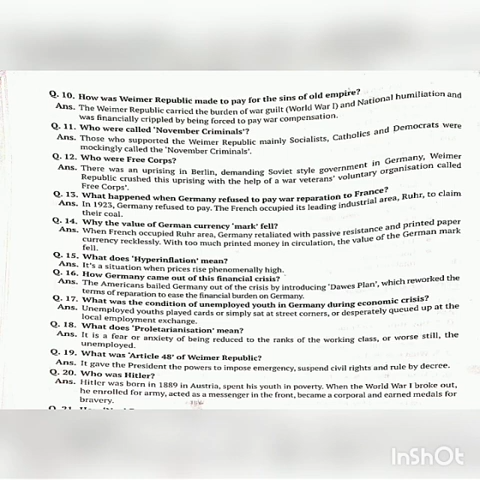 Q. 10. How was Weimer Republic made to pay for the sins of old empire?
Ans. The Weimer Republic carried the burden of war guilt (World War I) and National humiliation and
was financially crippled by being forced to pay war compensation.
Q. 11. Who were called 'November Criminals'?
Ans. Those who supported the Weimer Republic mainly Socialists, Catholics and Democrats were
mockingly called the 'November Criminals'.
Q. 12. Who were Free Corps?
Ans. There was an uprising in Berlin, demanding Soviet style government in Germany, Weimer
Republic crushed this uprising with the help of a war veterans' voluntary organisation called
Free Corps'.
Q. 13. What happened when Germany refused to pay war reparation to France?
Ans. In 1923, Germany refused to pay. The French occupied its leading industrial area, Ruhr, to claim
their coal.
Q. 14. Why the value of German currency 'mark' fell?
Ans. When French occupied Ruhr area, Germany retaliated with passive resistance and printed paper
currency recklessly. With too much printed money in circulation, the value of the German mark
fell.
Q. 15. What does 'Hyperinflation' mean?
Ans. It's a situation when prices rise phenomenally high.
Q. 16. How Germany came out of this financial crisis?
Ans. The Americans bailed Germany out of the crisis by introducing 'Dawes Plan', which reworked the
terms of reparation to ease the financial burden on Germany.
Q. 17. What was the condition of unemployed youth in Germany during economic crisis?
Ans. Unemployed youths played cards or simply sat at street corners, or desperately queued up at the
local employment exchange.
Q. 18. What does 'Proletarianisation' mean?
Ans. It is a fear or anxiety of being reduced to the ranks of the working class, or worse still, the
unemployed.
Q. 19. What was 'Article 48' of Weimer Republic?
Ans. It gave the President the powers to impose emergency, suspend civil rights and rule by decree.
Q. 20. Who was Hitler?
Ans. Hitler was born in 1889 in Austria, spent his youth in poverty. When the World War I broke out,
he enrolled for army, acted as a messenger in the front, became a corporal and earned medals for
bravery.
InShOt